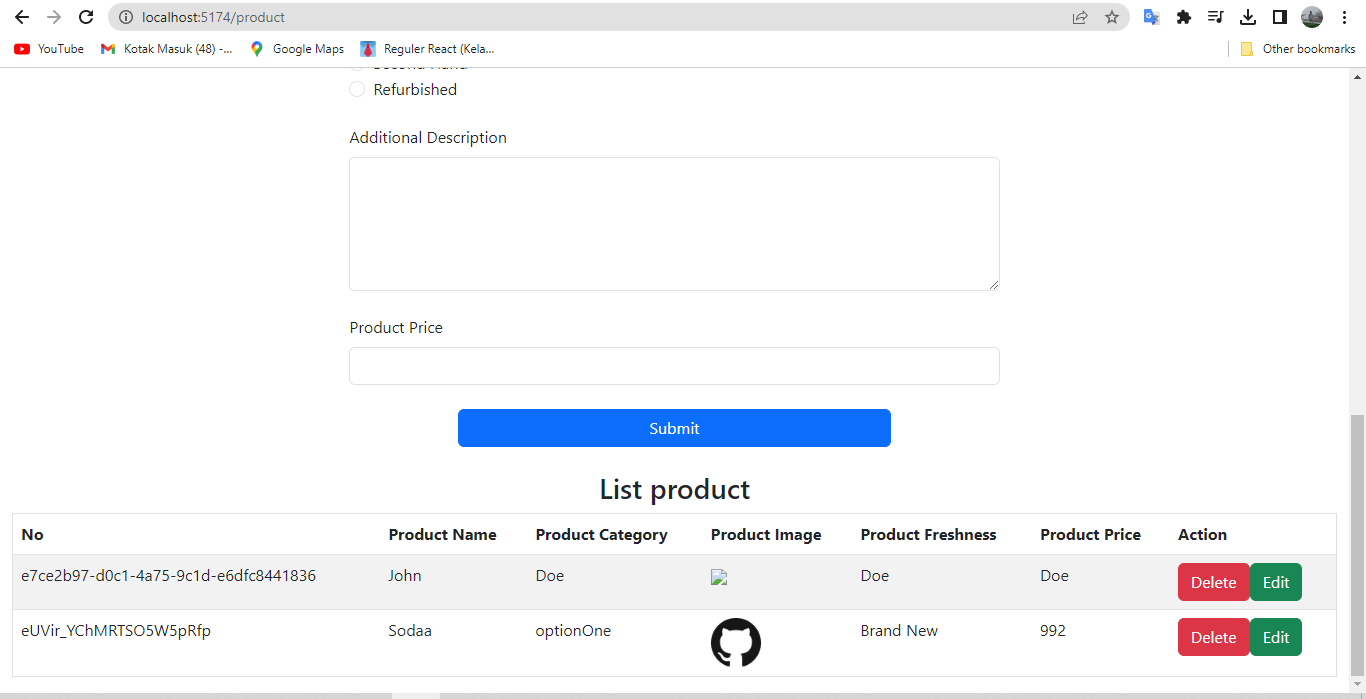 localhost:5174/product
YouTube
Kotak Masuk (48) -...
Google Maps
Reguler React (Kela...
Other bookmarks
Refurbished
Additional Description
Product Price
Submit
List product
No Product Name Product Category Product Image Product Freshness Product Price Action
e7ce2b97-d0c1-4a75-9c1d-e6dfc8441836 John Doe Doe Doe Delete Edit
eUVir_YChMRTSO5W5pRfp Sodaa optionOne Brand New 992 Delete Edit